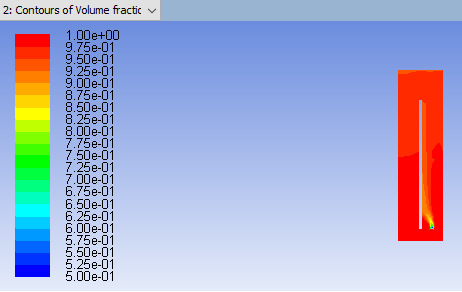 2: Contours of Volume fractic
1.00e+00
9.75e-01
9.50e-01
9.25e-01
9.00e-01
8.75e-01
8.50e-01
8.25e-01
8.00e-01
7.75e-01
7.50e-01
7.25e-01
7.00e-01
6.75e-01
6.50e-01
6.25e-01
6.00e-01
5.75e-01
5.50e-01
5.25e-01
5.00e-01